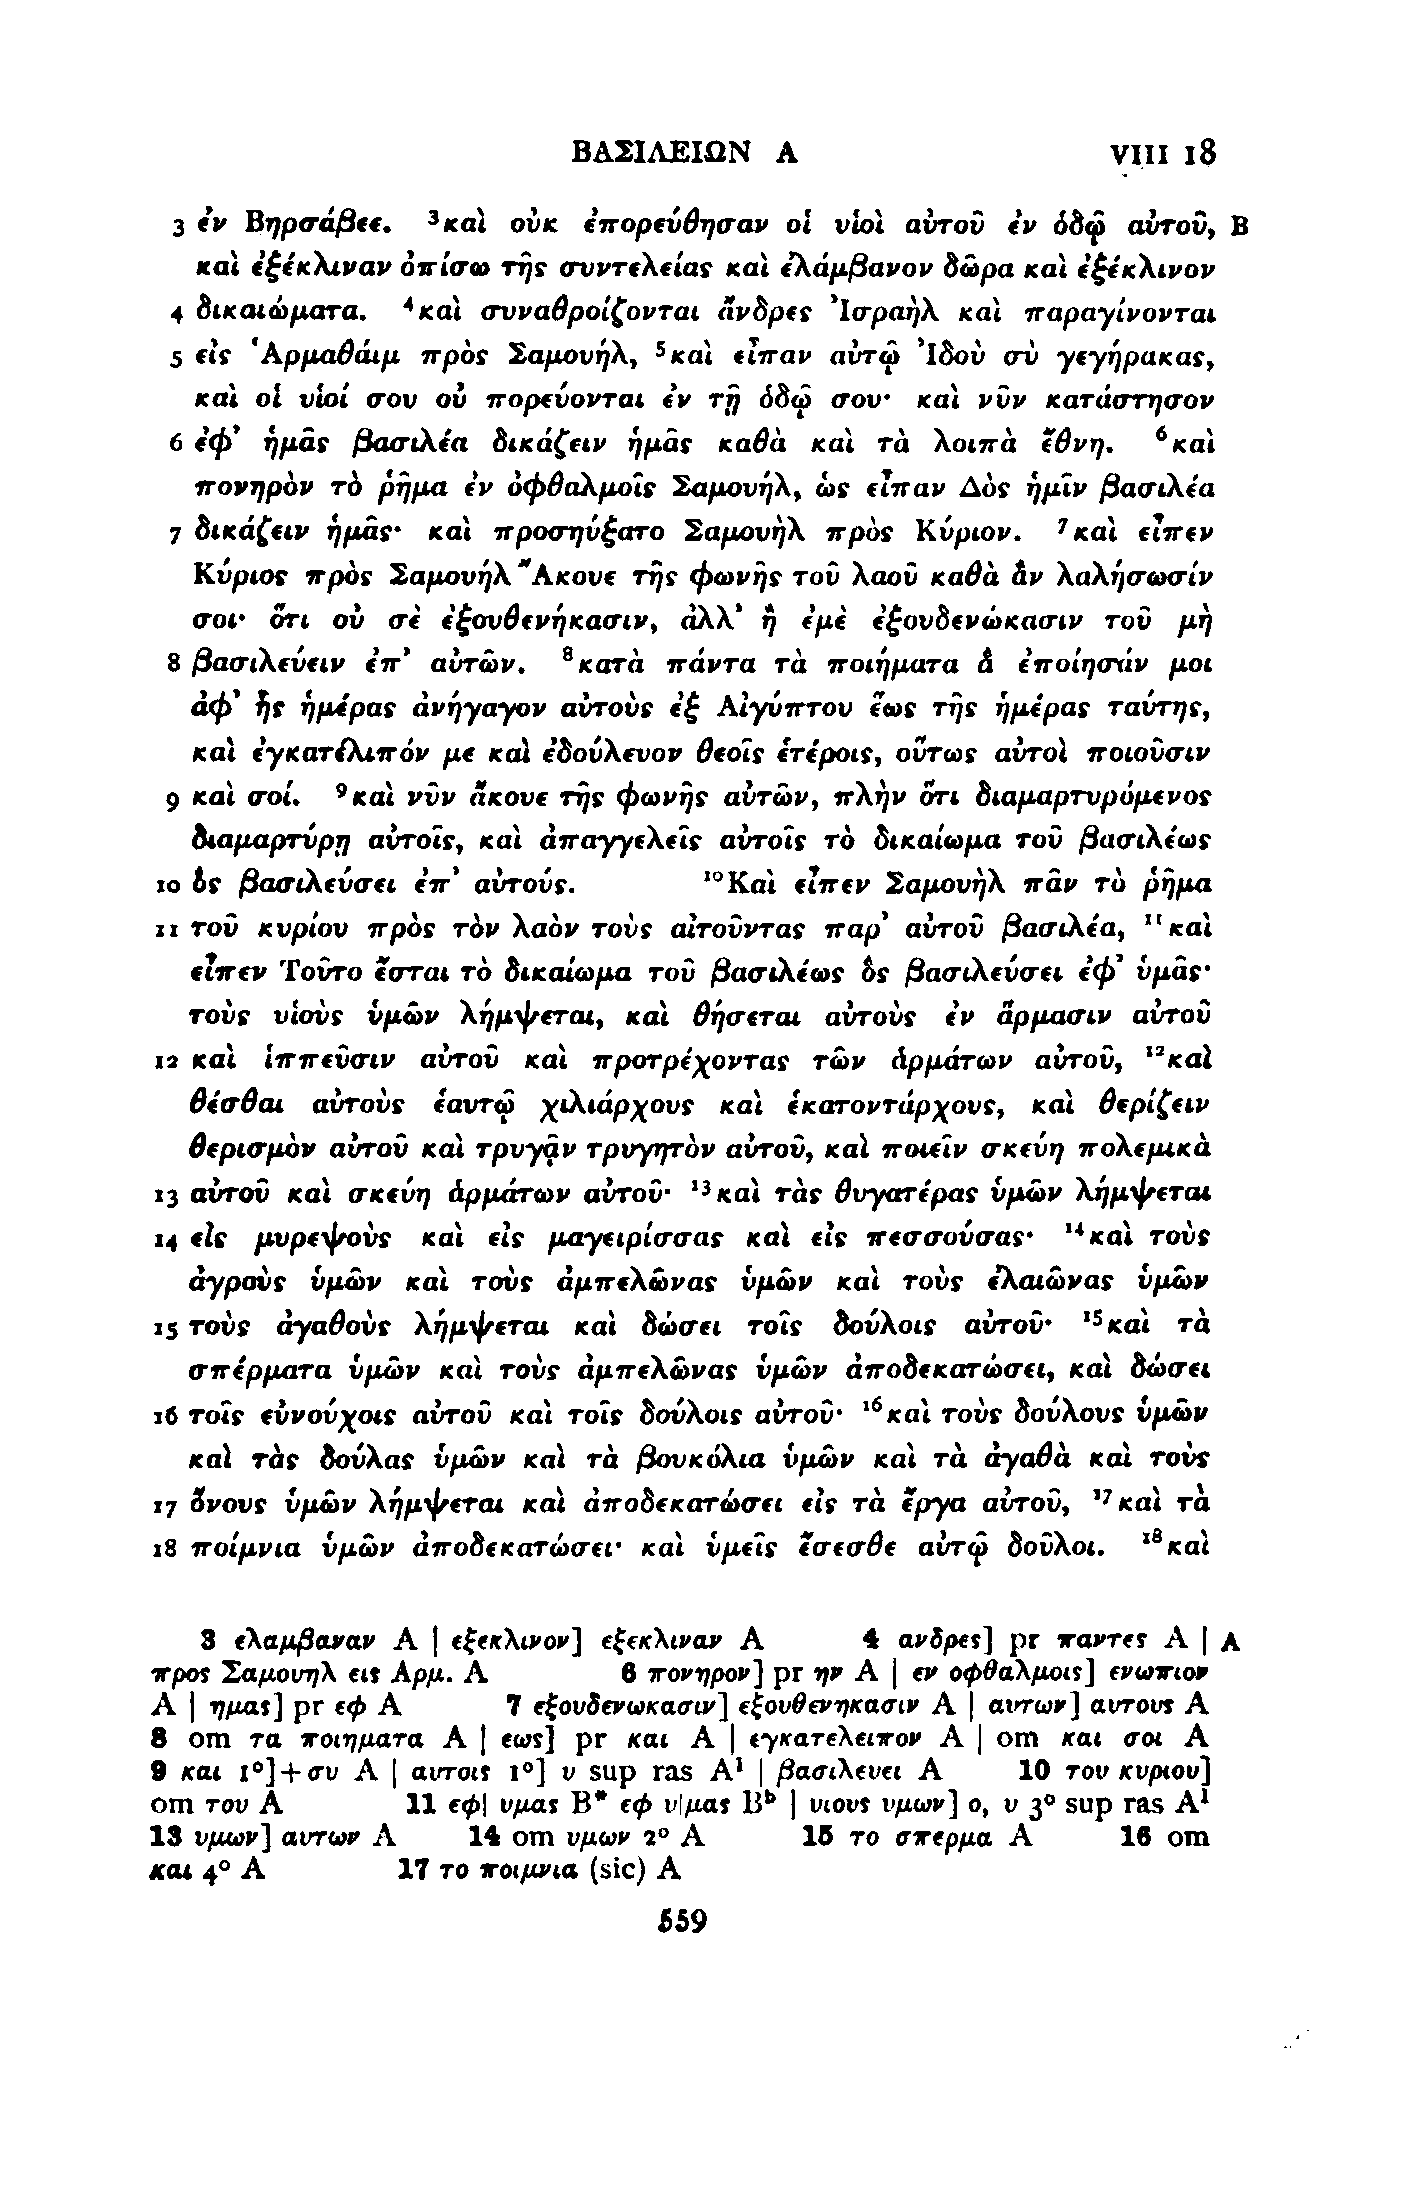 ΒΑΣΙΛΕΙΩΝ Α VIII 18
3 ἐν Βηρσάβεε. ³καὶ οὐκ ἐπορεύθησαν οἱ υἱοὶ αὐτοῦ ἐν ὁδῷ αὐτοῦ, B
καὶ ἐξέκλιναν ὀπίσω τῆς συντελείας καὶ ἐλάμβανον δῶρα καὶ ἐξέκλινον
4 δικαιώματα. ⁴καὶ συναθροίζονται ἄνδρες Ἰσραὴλ καὶ παραγίνονται
5 εἰς Ἁρμαθάιμ πρὸς Σαμουήλ, ⁵καὶ εἶπαν αὐτῷ Ἰδοὺ σὺ γεγήρακας,
καὶ οἱ υἱοί σου οὐ πορεύονται ἐν τῇ ὁδῷ σου· καὶ νῦν κατάστησον
6 ἐφ᾽ ἡμᾶς βασιλέα δικάζειν ἡμᾶς καθὰ καὶ τὰ λοιπὰ ἔθνη. ⁶καὶ
πονηρὸν τὸ ῥῆμα ἐν ὀφθαλμοῖς Σαμουήλ, ὡς εἶπαν Δὸς ἡμῖν βασιλέα
7 δικάζειν ἡμᾶς· καὶ προσηύξατο Σαμουὴλ πρὸς Κύριον. ⁷καὶ εἶπεν
Κύριος πρὸς Σαμουήλ Ἄκουε τῆς φωνῆς τοῦ λαοῦ καθὰ ἂν λαλήσωσίν
σοι· ὅτι οὐ σὲ ἐξουθενήκασιν, ἀλλ᾽ ἢ ἐμὲ ἐξουδενώκασιν τοῦ μὴ
8 βασιλεύειν ἐπ᾽ αὐτῶν. ⁸κατὰ πάντα τὰ ποιήματα ἃ ἐποίησάν μοι
ἀφ᾽ ἧς ἡμέρας ἀνήγαγον αὐτοὺς ἐξ Αἰγύπτου ἕως τῆς ἡμέρας ταύτης,
καὶ ἐγκατέλιπόν με καὶ ἐδούλευον θεοῖς ἑτέροις, οὕτως αὐτοὶ ποιοῦσιν
9 καὶ σοί. ⁹καὶ νῦν ἄκουε τῆς φωνῆς αὐτῶν, πλὴν ὅτι διαμαρτυρόμενος
διαμαρτύρῃ αὐτοῖς, καὶ ἀπαγγελεῖς αὐτοῖς τὸ δικαίωμα τοῦ βασιλέως
10 ὃς βασιλεύσει ἐπ᾽ αὐτούς. ¹⁰Καὶ εἶπεν Σαμουὴλ πᾶν τὸ ῥῆμα
11 τοῦ κυρίου πρὸς τὸν λαὸν τοὺς αἰτοῦντας παρ᾽ αὐτοῦ βασιλέα, ¹¹καὶ
εἶπεν Τοῦτο ἔσται τὸ δικαίωμα τοῦ βασιλέως ὃς βασιλεύσει ἐφ᾽ ὑμᾶς·
τοὺς υἱοὺς ὑμῶν λήμψεται, καὶ θήσεται αὐτοὺς ἐν ἅρμασιν αὐτοῦ
12 καὶ ἱππεῦσιν αὐτοῦ καὶ προτρέχοντας τῶν ἁρμάτων αὐτοῦ, ¹²καὶ
θέσθαι αὐτοὺς ἑαυτῷ χιλιάρχους καὶ ἑκατοντάρχους, καὶ θερίζειν
θερισμὸν αὐτοῦ καὶ τρυγᾷν τρυγητὸν αὐτοῦ, καὶ ποιεῖν σκεύη πολεμικὰ
13 αὐτοῦ καὶ σκεύη ἁρμάτων αὐτοῦ· ¹³καὶ τὰς θυγατέρας ὑμῶν λήμψεται
14 εἰς μυρεψοὺς καὶ εἰς μαγειρίσσας καὶ εἰς πεσσούσας· ¹⁴καὶ τοὺς
ἀγροὺς ὑμῶν καὶ τοὺς ἀμπελῶνας ὑμῶν καὶ τοὺς ἐλαιῶνας ὑμῶν
15 τοὺς ἀγαθοὺς λήμψεται καὶ δώσει τοῖς δούλοις αὐτοῦ· ¹⁵καὶ τὰ
σπέρματα ὑμῶν καὶ τοὺς ἀμπελῶνας ὑμῶν ἀποδεκατώσει, καὶ δώσει
16 τοῖς εὐνούχοις αὐτοῦ καὶ τοῖς δούλοις αὐτοῦ· ¹⁶καὶ τοὺς δούλους ὑμῶν
καὶ τὰς δούλας ὑμῶν καὶ τὰ βουκόλια ὑμῶν καὶ τὰ ἀγαθὰ καὶ τοὺς
17 ὄνους ὑμῶν λήμψεται καὶ ἀποδεκατώσει εἰς τὰ ἔργα αὐτοῦ, ¹⁷καὶ τὰ
18 ποίμνια ὑμῶν ἀποδεκατώσει· καὶ ὑμεῖς ἔσεσθε αὐτῷ δοῦλοι. ¹⁸καὶ
3 ελαμβαναν A | εξεκλινον] εξεκλιναν A 4 ανδρες] pr παντες A | A
προς Σαμουηλ εις Αρμ. A 6 πονηρον] pr ην A | εν οφθαλμοις] ενωπιον
A | ημας] pr εφ A 7 εξουδενωκασιν] εξουθενηκασιν A | αυτων] αυτους A
8 om τα ποιηματα A | εως] pr και A | εγκατελειπον A | om και σοι A
9 και 1°]+συ A | αυτοις 1°] υ sup ras A¹ | βασιλευει A 10 του κυριου]
om του A 11 εφ| υμας B* εφ υ|μας Bᵇ | υιους υμων] ο, υ 3° sup ras A¹
13 υμων] αυτων A 14 om υμων 2° A 15 το σπερμα A 16 om
και 4° A 17 το ποιμνια (sic) A
559